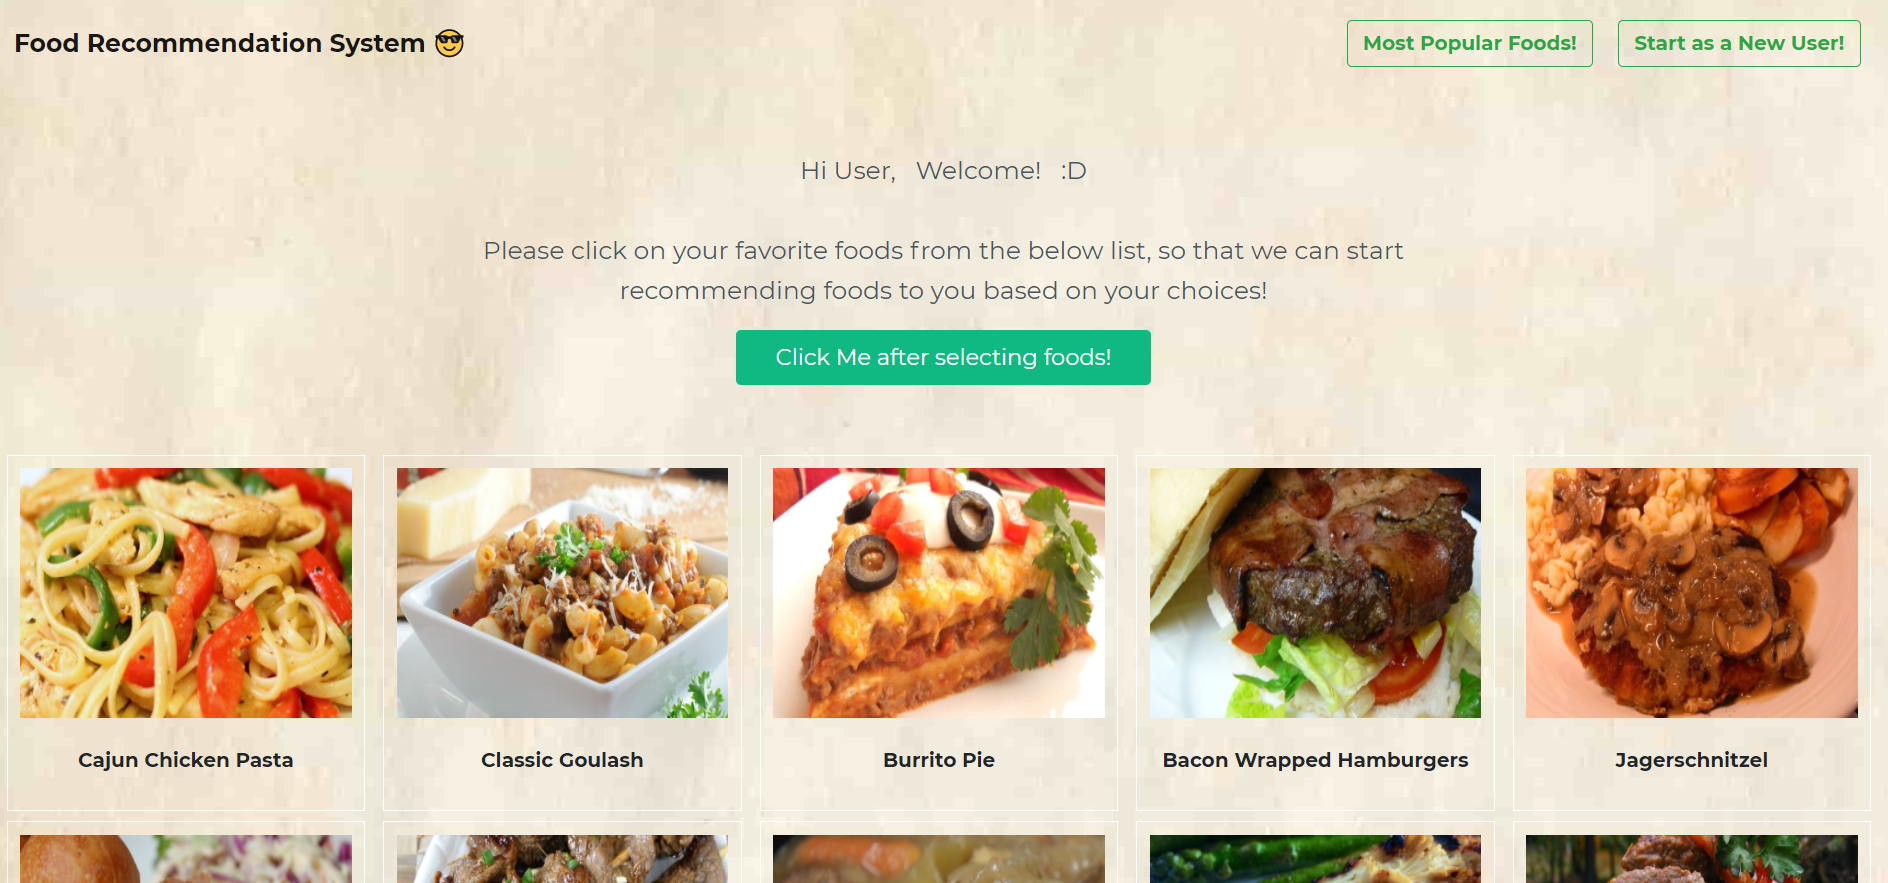 Food Recommendation System 😎
Most Popular Foods!
Start as a New User!
Hi User, Welcome! :D
Please click on your favorite foods from the below list, so that we can start
recommending foods to you based on your choices!
Click Me after selecting foods!
Cajun Chicken Pasta
Classic Goulash
Burrito Pie
Bacon Wrapped Hamburgers
Jagerschnitzel